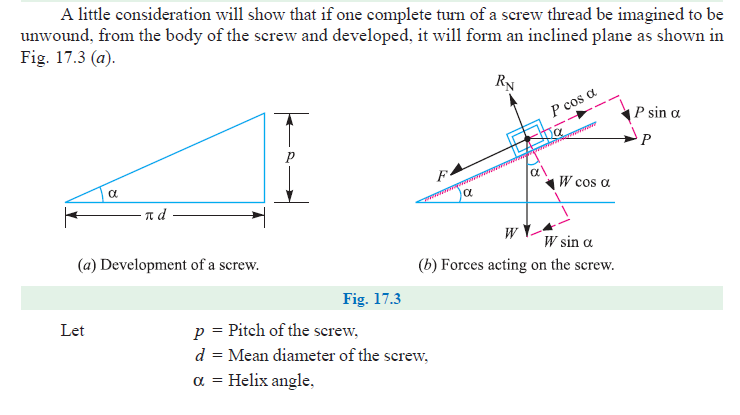 A little consideration will show that if one complete turn of a screw thread be imagined to be
unwound, from the body of the screw and developed, it will form an inclined plane as shown in
Fig. 17.3 (a).
p
α
π d
(a) Development of a screw.
R_N
P cos α
P sin α
α
P
F
α
α
W cos α
W
W sin α
(b) Forces acting on the screw.
Fig. 17.3
Let p = Pitch of the screw,
d = Mean diameter of the screw,
α = Helix angle,